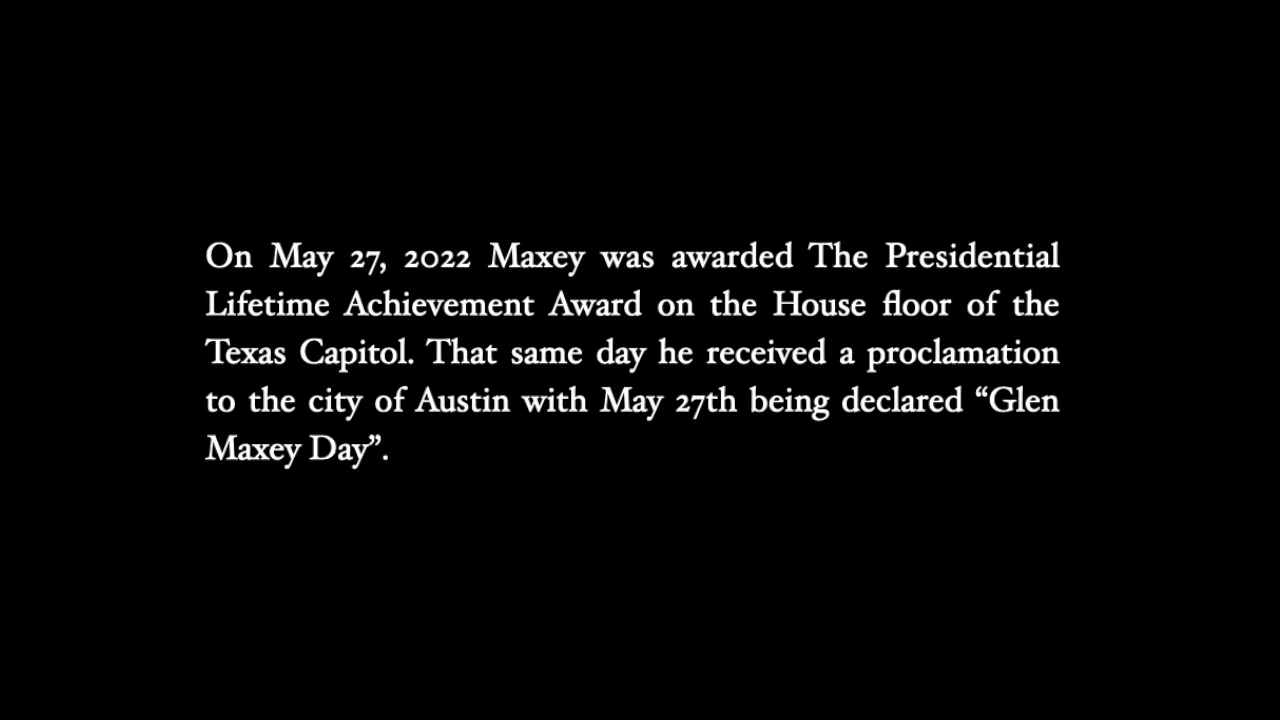 On May 27, 2022 Maxey was awarded The Presidential
Lifetime Achievement Award on the House floor of the
Texas Capitol. That same day he received a proclamation
to the city of Austin with May 27th being declared “Glen
Maxey Day”.